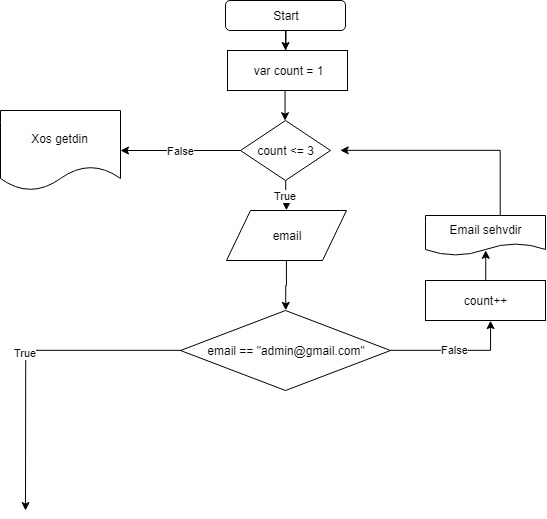 Start
var count = 1
Xos getdin
False
count <= 3
True
email
Email sehvdir
count++
True
email == "admin@gmail.com"
False